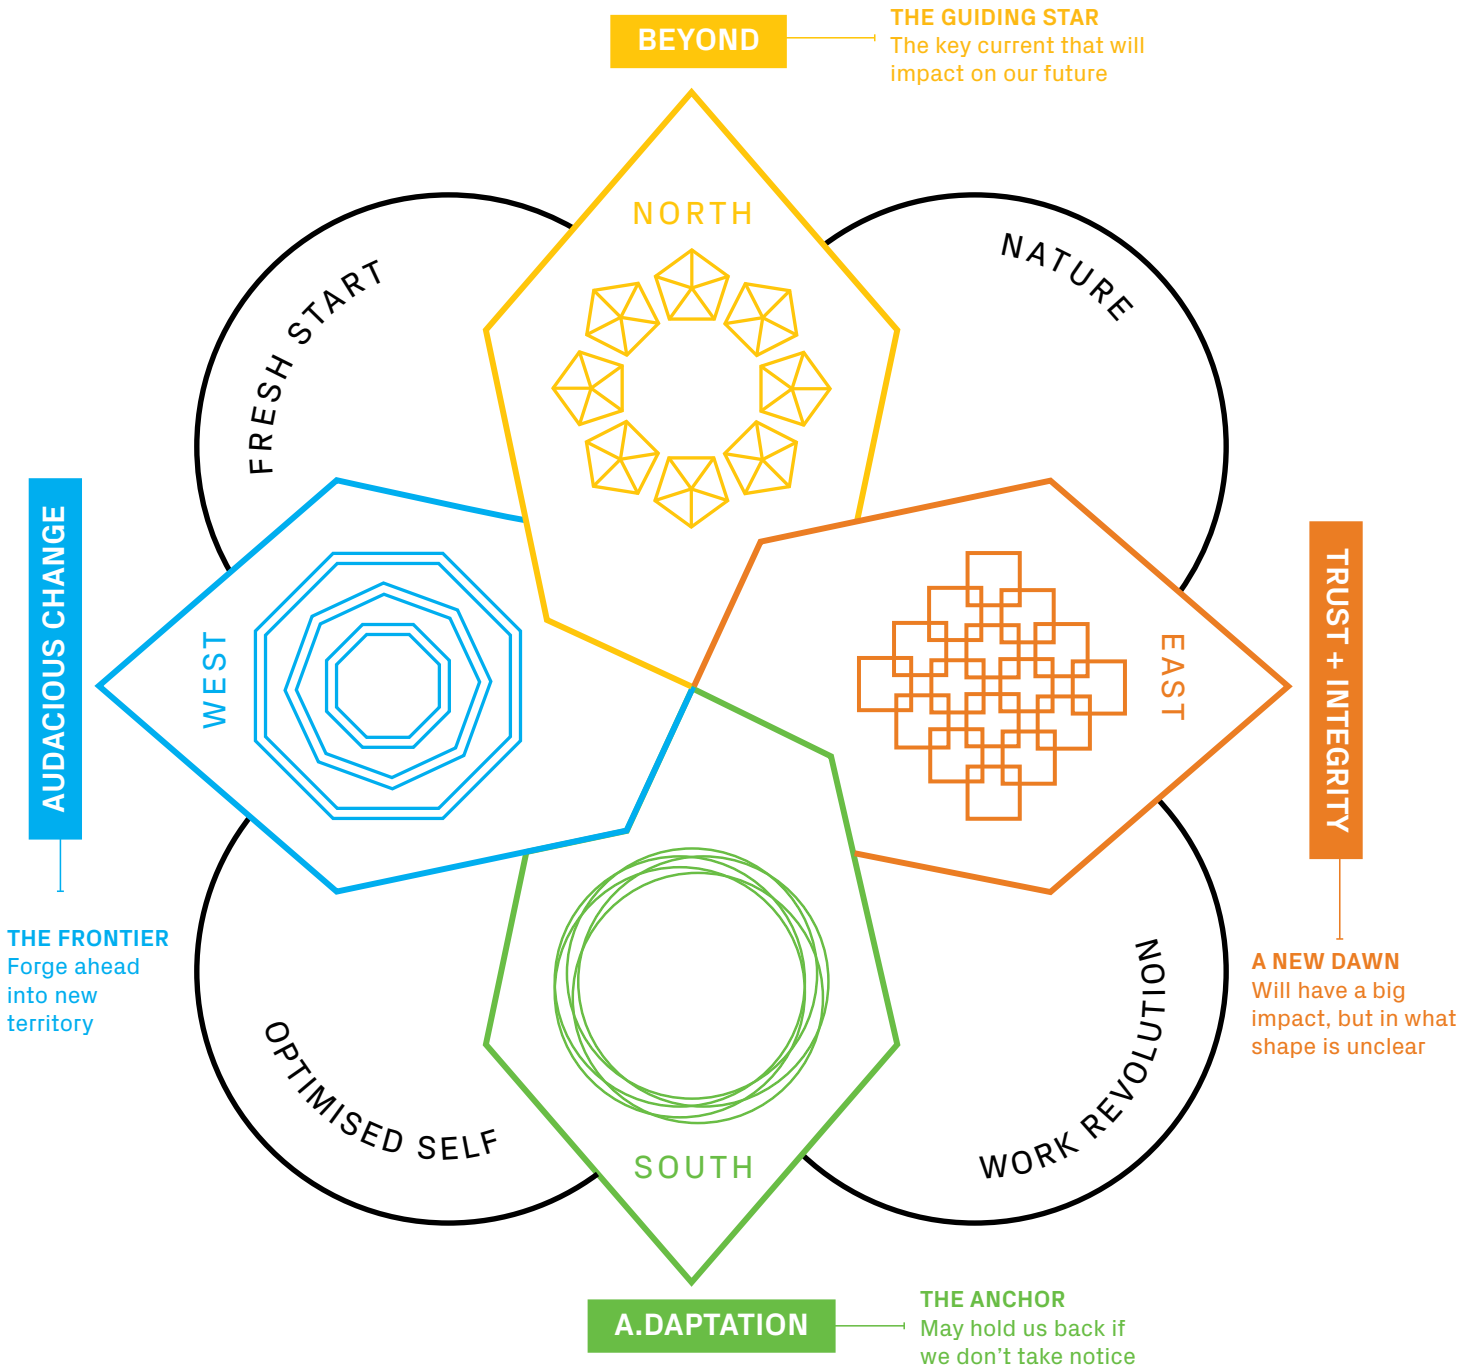 BEYOND
THE GUIDING STAR
The key current that will
impact on our future
NORTH
FRESH START
NATURE
AUDACIOUS CHANGE
WEST
EAST
TRUST + INTEGRITY
THE FRONTIER
Forge ahead
into new
territory
A NEW DAWN
Will have a big
impact, but in what
shape is unclear
OPTIMISED SELF
WORK REVOLUTION
SOUTH
A.DAPTATION
THE ANCHOR
May hold us back if
we don’t take notice